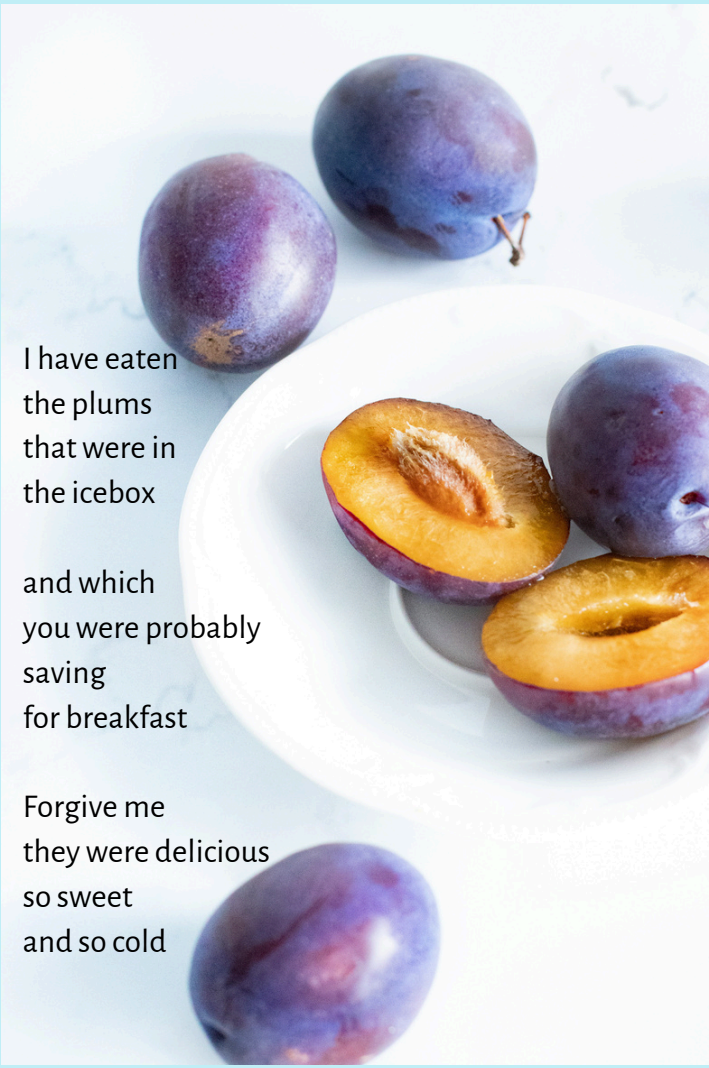 I have eaten
the plums
that were in
the icebox
and which
you were probably
saving
for breakfast
Forgive me
they were delicious
so sweet
and so cold